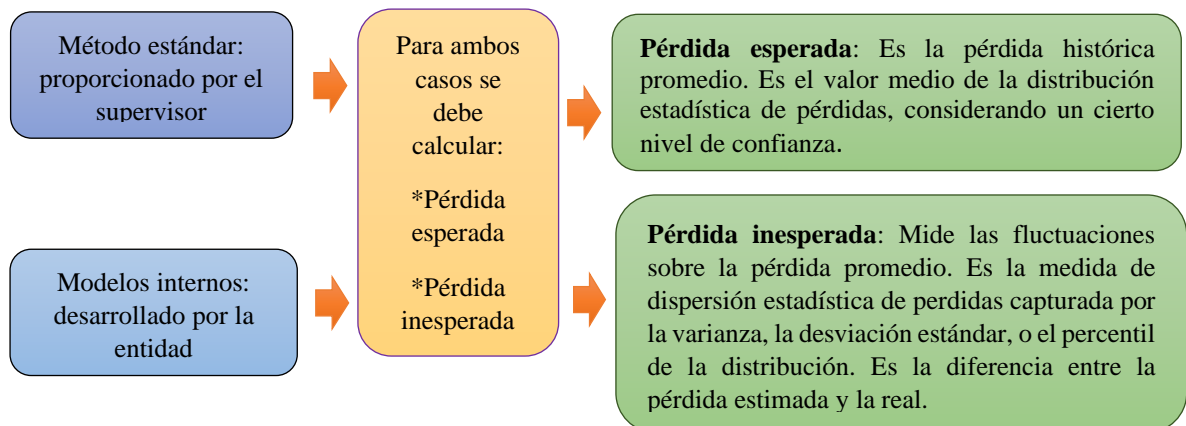 Método estándar:
proporcionado por el
supervisor
Modelos internos:
desarrollado por la
entidad
Para ambos
casos se
debe
calcular:
*Pérdida
esperada
*Pérdida
inesperada
Pérdida esperada: Es la pérdida histórica
promedio. Es el valor medio de la distribución
estadística de pérdidas, considerando un cierto
nivel de confianza.
Pérdida inesperada: Mide las fluctuaciones
sobre la pérdida promedio. Es la medida de
dispersión estadística de perdidas capturada por
la varianza, la desviación estándar, o el percentil
de la distribución. Es la diferencia entre la
pérdida estimada y la real.